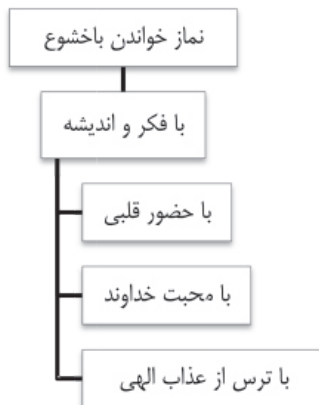 نماز خواندن باخشوع
با فکر و اندیشه
با حضور قلبی
با محبت خداوند
با ترس از عذاب الهی